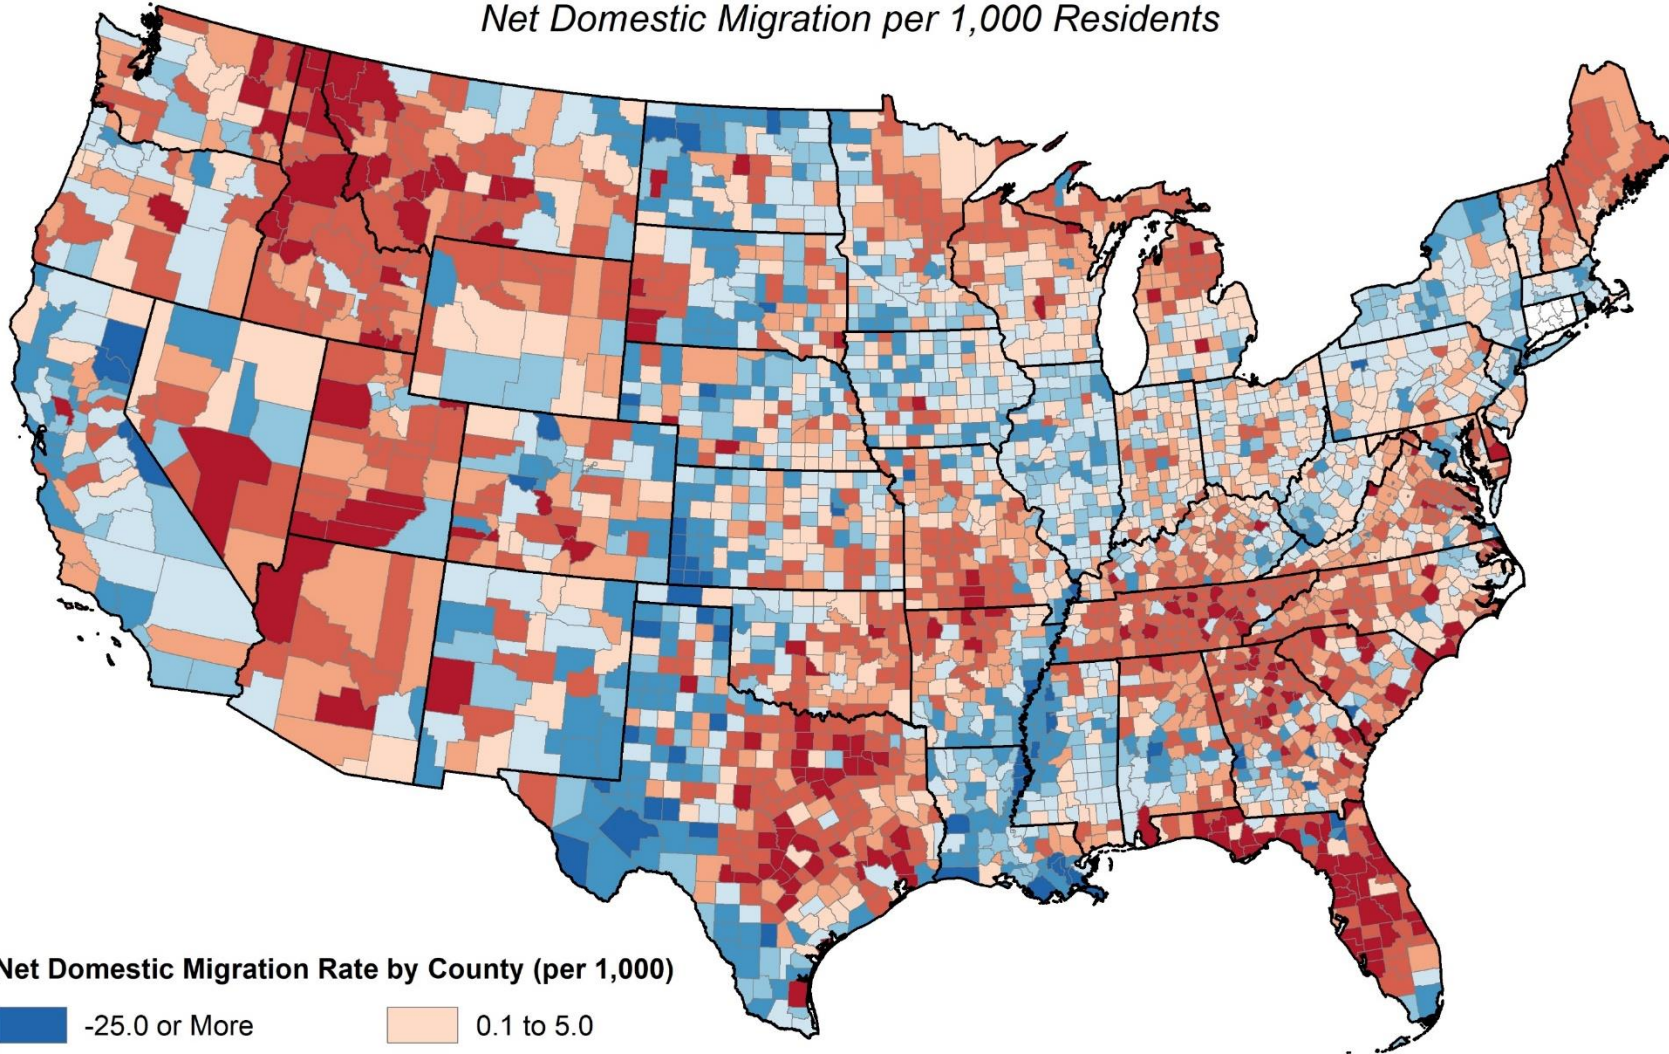 Net Domestic Migration per 1,000 Residents
Net Domestic Migration Rate by County (per 1,000)
-25.0 or More
0.1 to 5.0